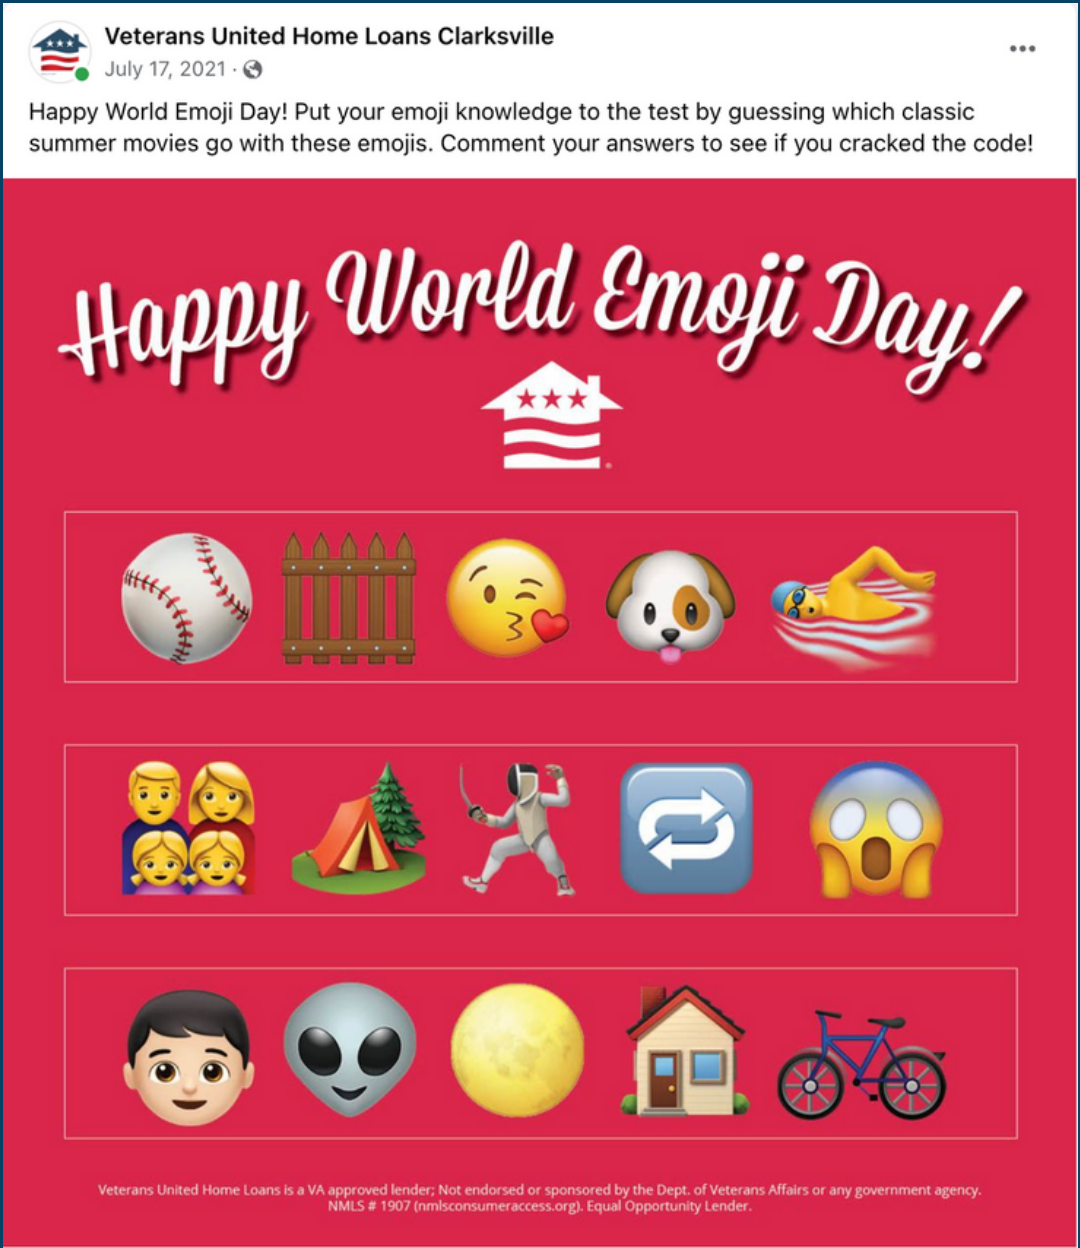 Veterans United Home Loans Clarksville
July 17, 2021 ·
Happy World Emoji Day! Put your emoji knowledge to the test by guessing which classic
summer movies go with these emojis. Comment your answers to see if you cracked the code!
Happy World Emoji Day!
Veterans United Home Loans is a VA approved lender; Not endorsed or sponsored by the Dept. of Veterans Affairs or any government agency.
NMLS # 1907 (nmlsconsumeraccess.org). Equal Opportunity Lender.